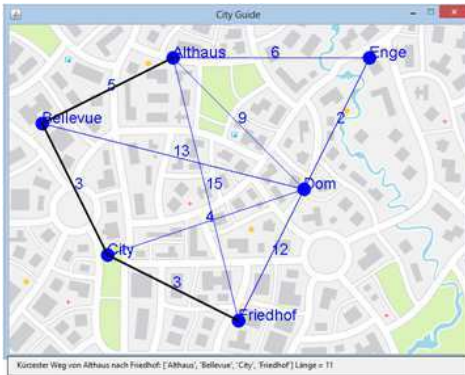 City Guide
Althaus
6
Enge
5
9
2
Bellevue
13
3
15
Dom
4
City
12
3
Friedhof
Kürzester Weg von Althaus nach Friedhof: ['Althaus', 'Bellevue', 'City', 'Friedhof'] Länge = 11